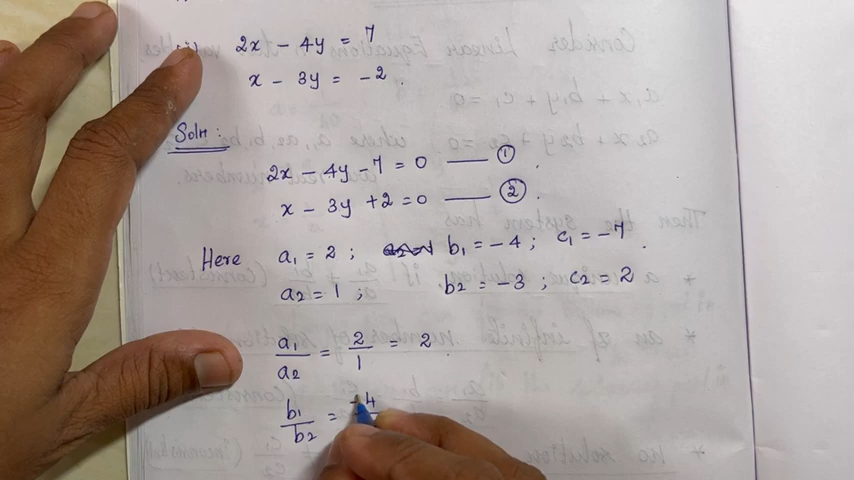 2x - 4y = 7
x - 3y = -2.
Soln:
2x - 4y - 7 = 0 —— ①.
x - 3y + 2 = 0 —— ②
Here a₁ = 2; b₁ = -4; c₁ = -7.
a₂ = 1; b₂ = -3; c₂ = 2
a₁/a₂ = 2/1 = 2.
b₁/b₂ = -4